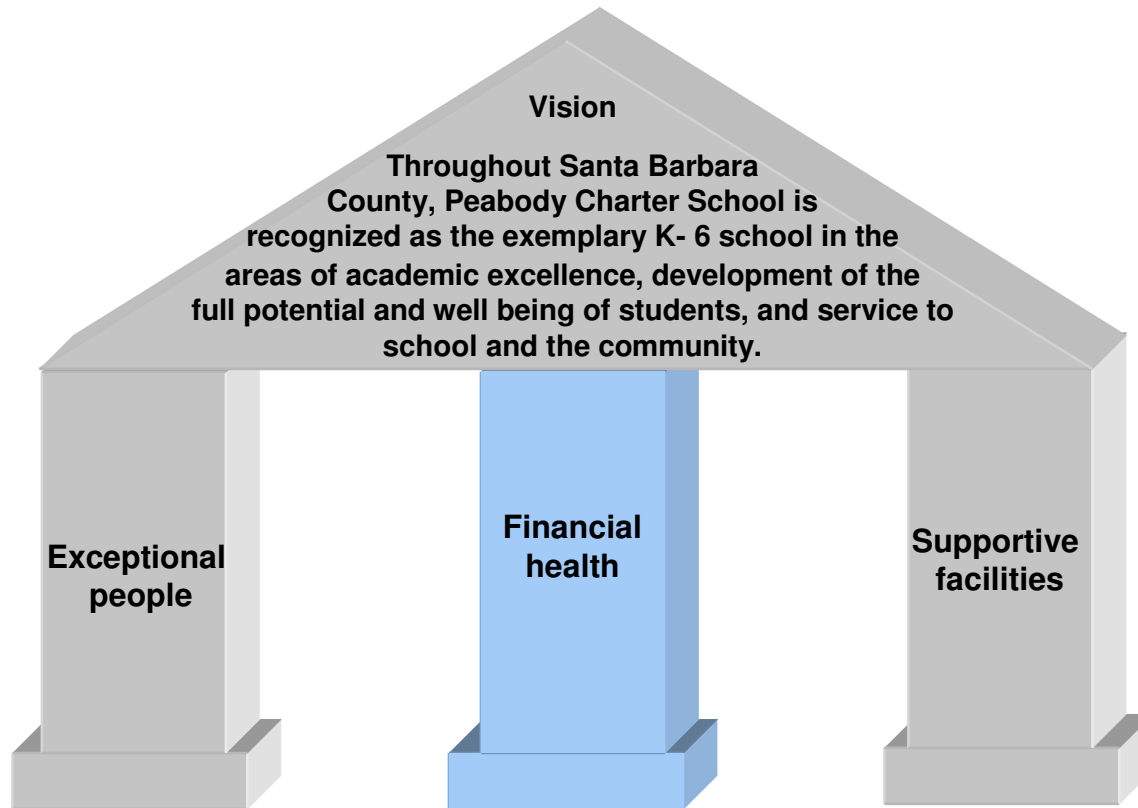 Vision
Throughout Santa Barbara
County, Peabody Charter School is
recognized as the exemplary K- 6 school in the
areas of academic excellence, development of the
full potential and well being of students, and service to
school and the community.
Exceptional
people
Financial
health
Supportive
facilities